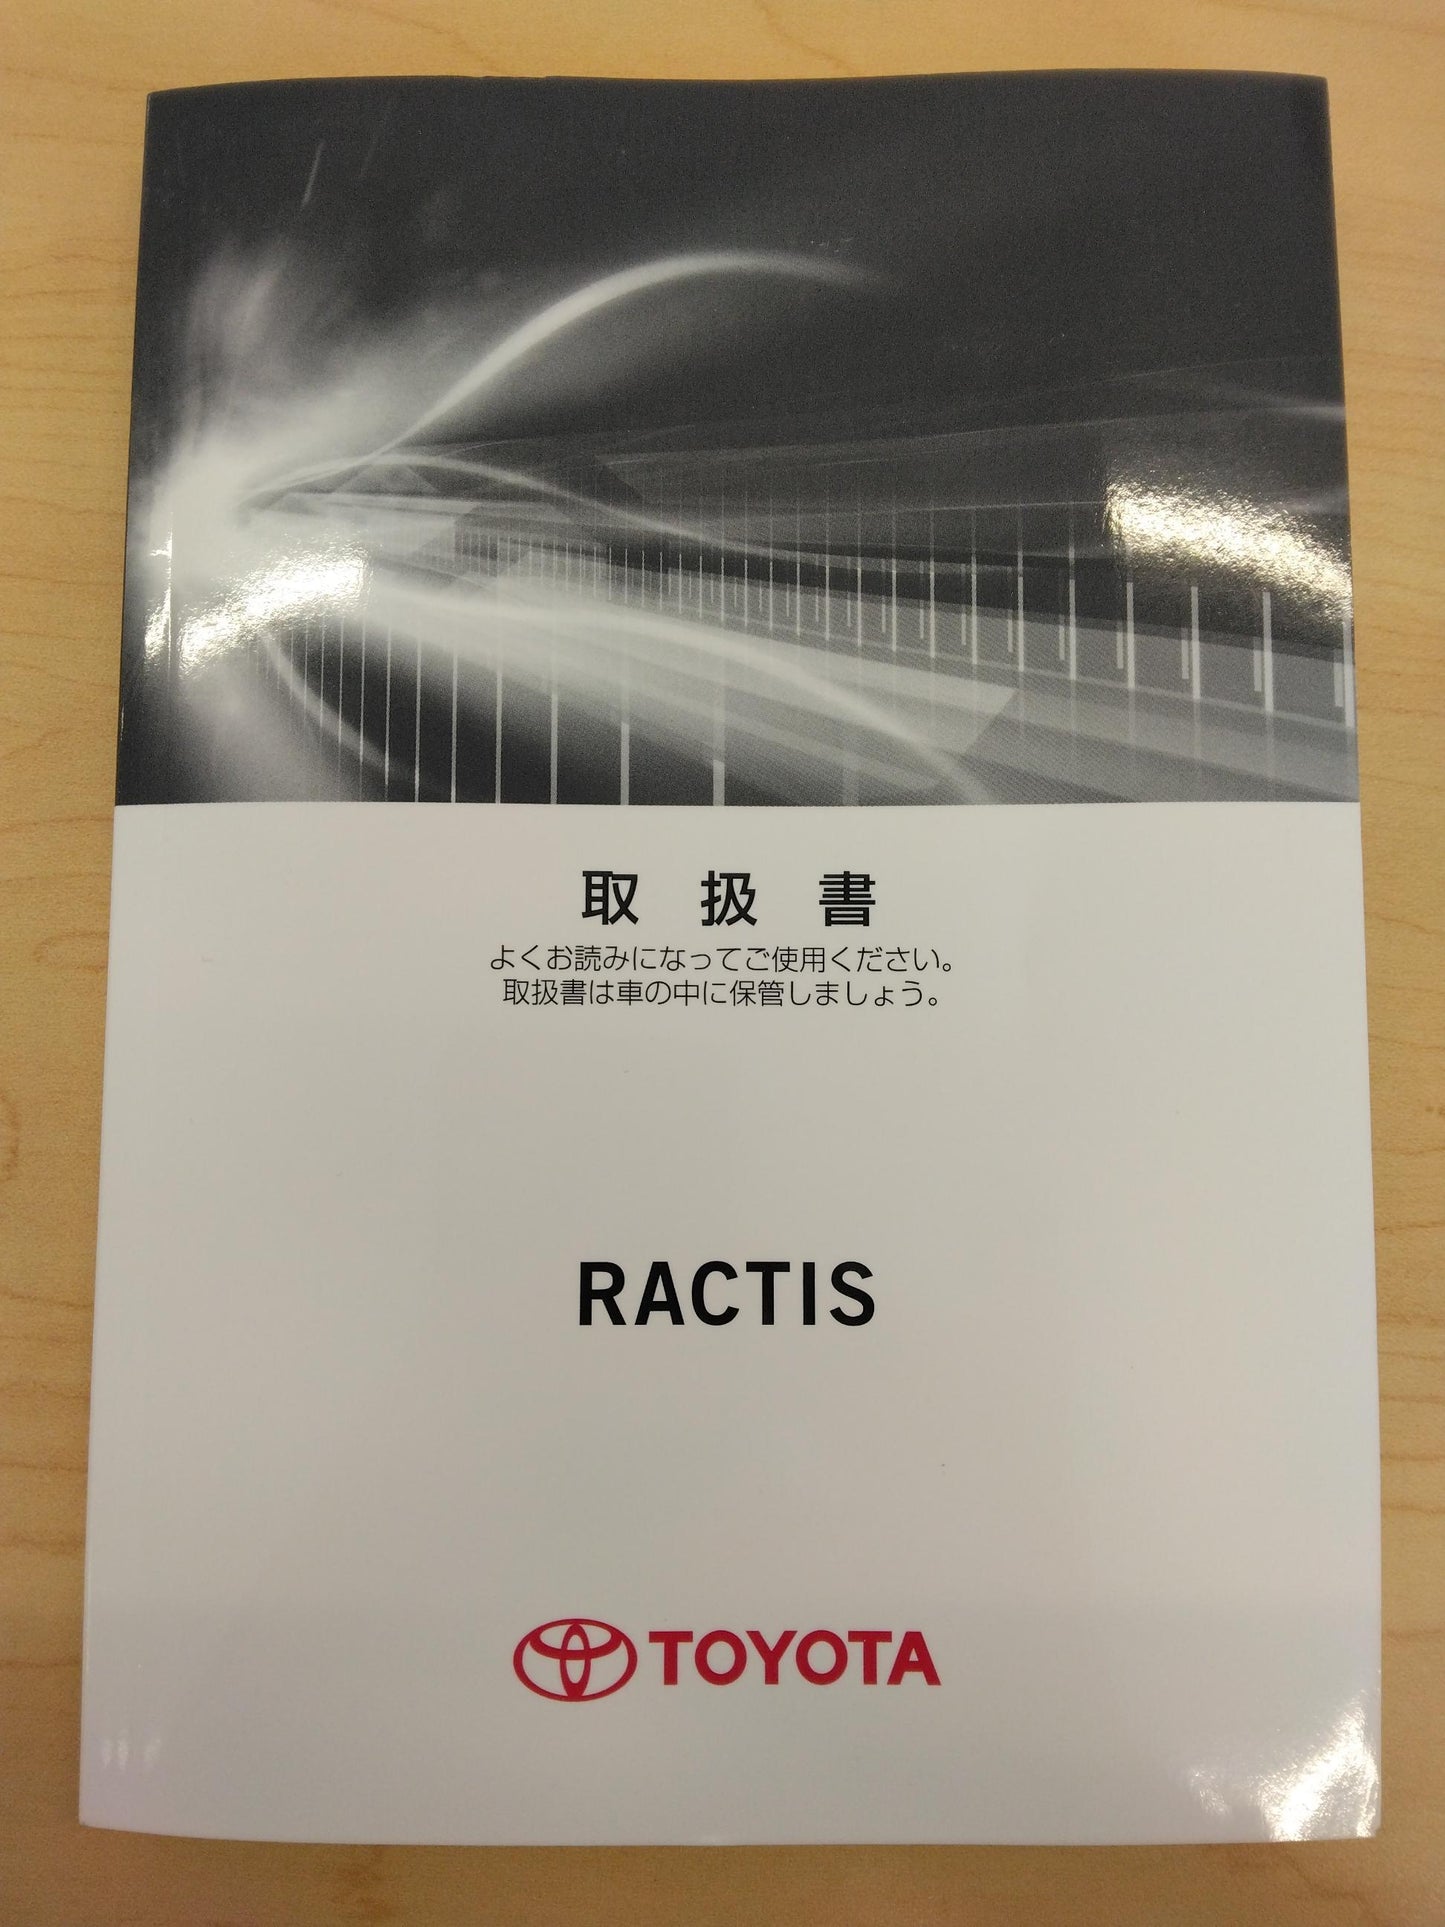 取扱書
よくお読みになってご使用ください。
取扱書は車の中に保管しましょう。
RACTIS
TOYOTA